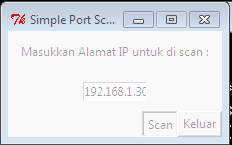 Simple Port Sc...
Masukkan Alamat IP untuk di scan :
192.168.1.30
Scan Keluar